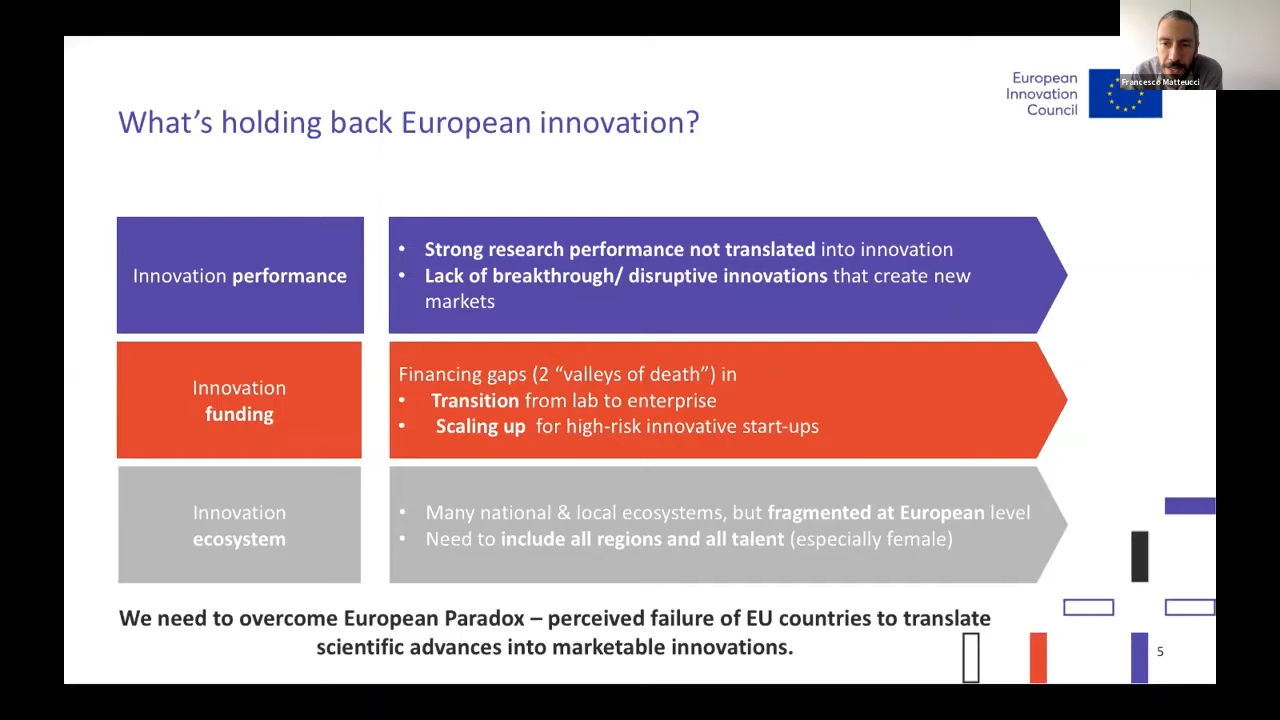 Francesco Matteucci
European
Innovation
Council
What’s holding back European innovation?
Innovation performance
• Strong research performance not translated into innovation
• Lack of breakthrough/ disruptive innovations that create new
markets
Innovation
funding
Financing gaps (2 “valleys of death”) in
• Transition from lab to enterprise
• Scaling up for high-risk innovative start-ups
Innovation
ecosystem
• Many national & local ecosystems, but fragmented at European level
• Need to include all regions and all talent (especially female)
We need to overcome European Paradox – perceived failure of EU countries to translate
scientific advances into marketable innovations.
5